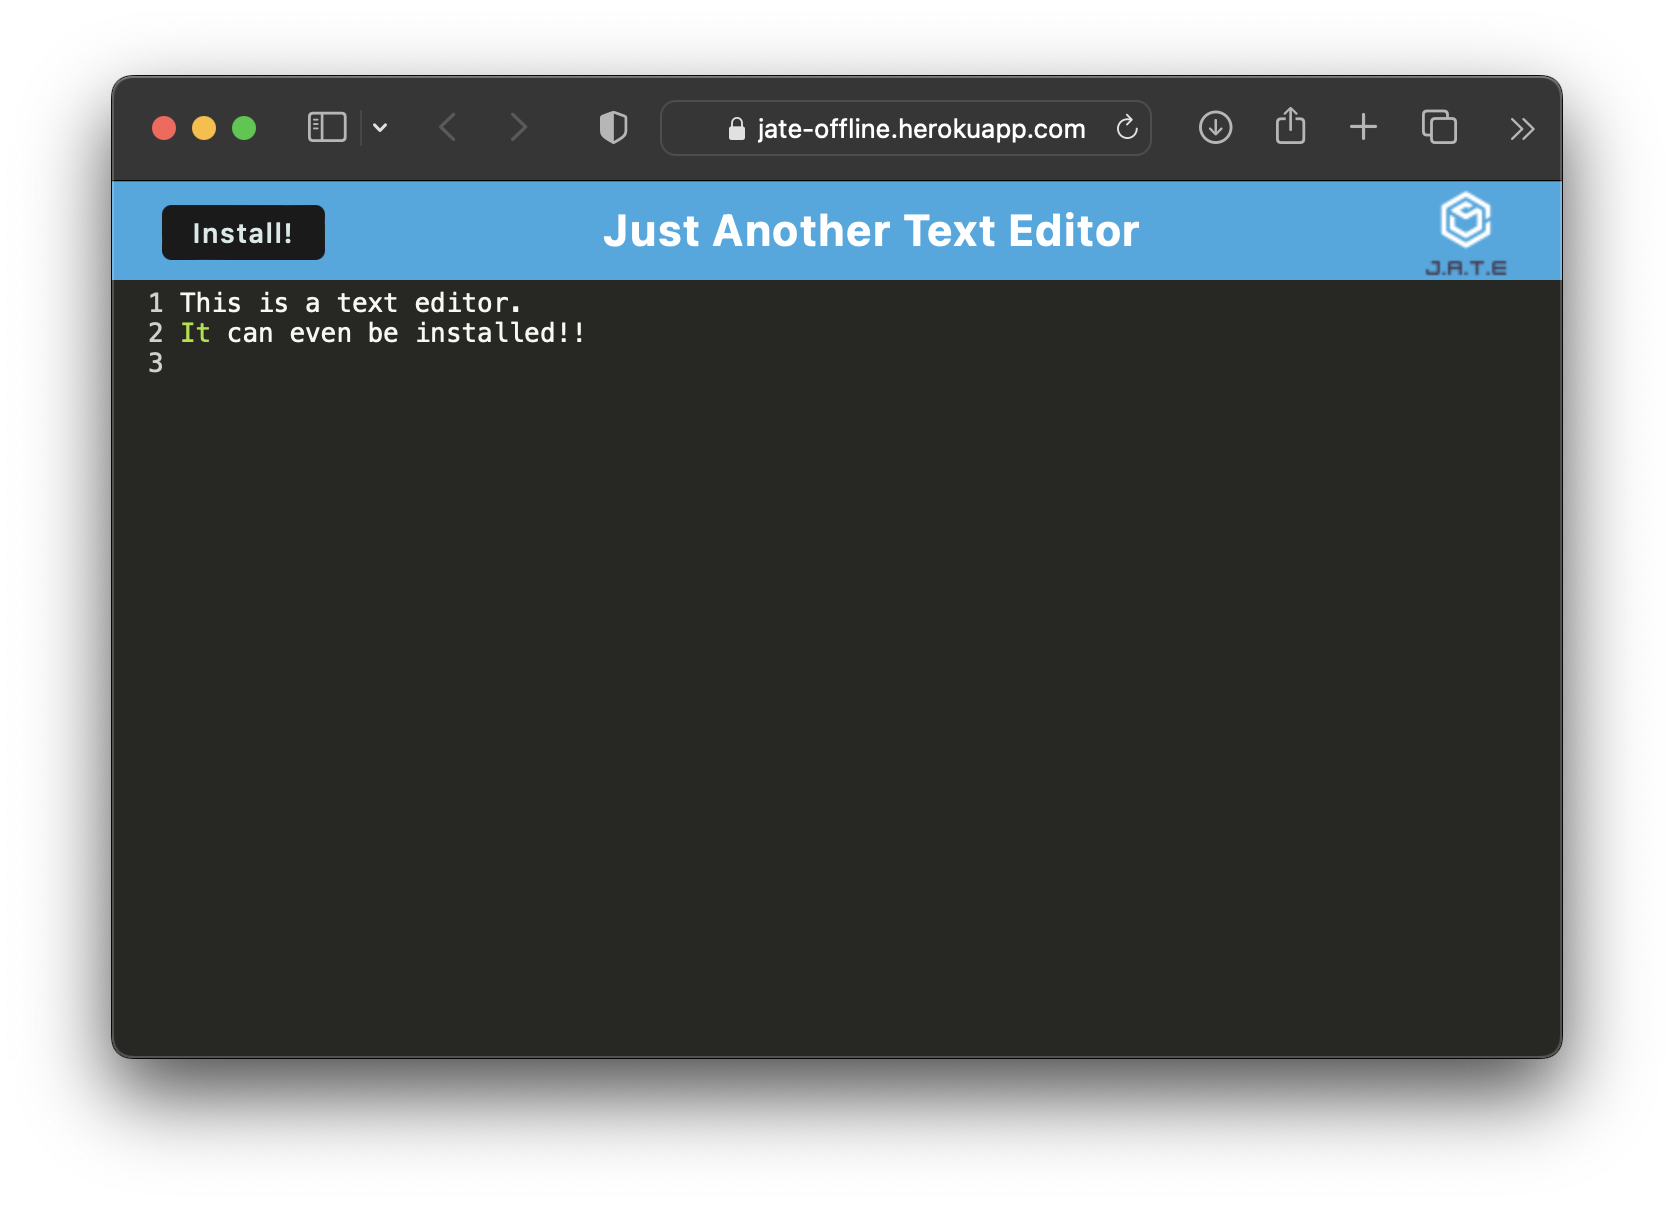 jate-offline.herokuapp.com
Install!
Just Another Text Editor
J.A.T.E
1 This is a text editor.
2 It can even be installed!!
3